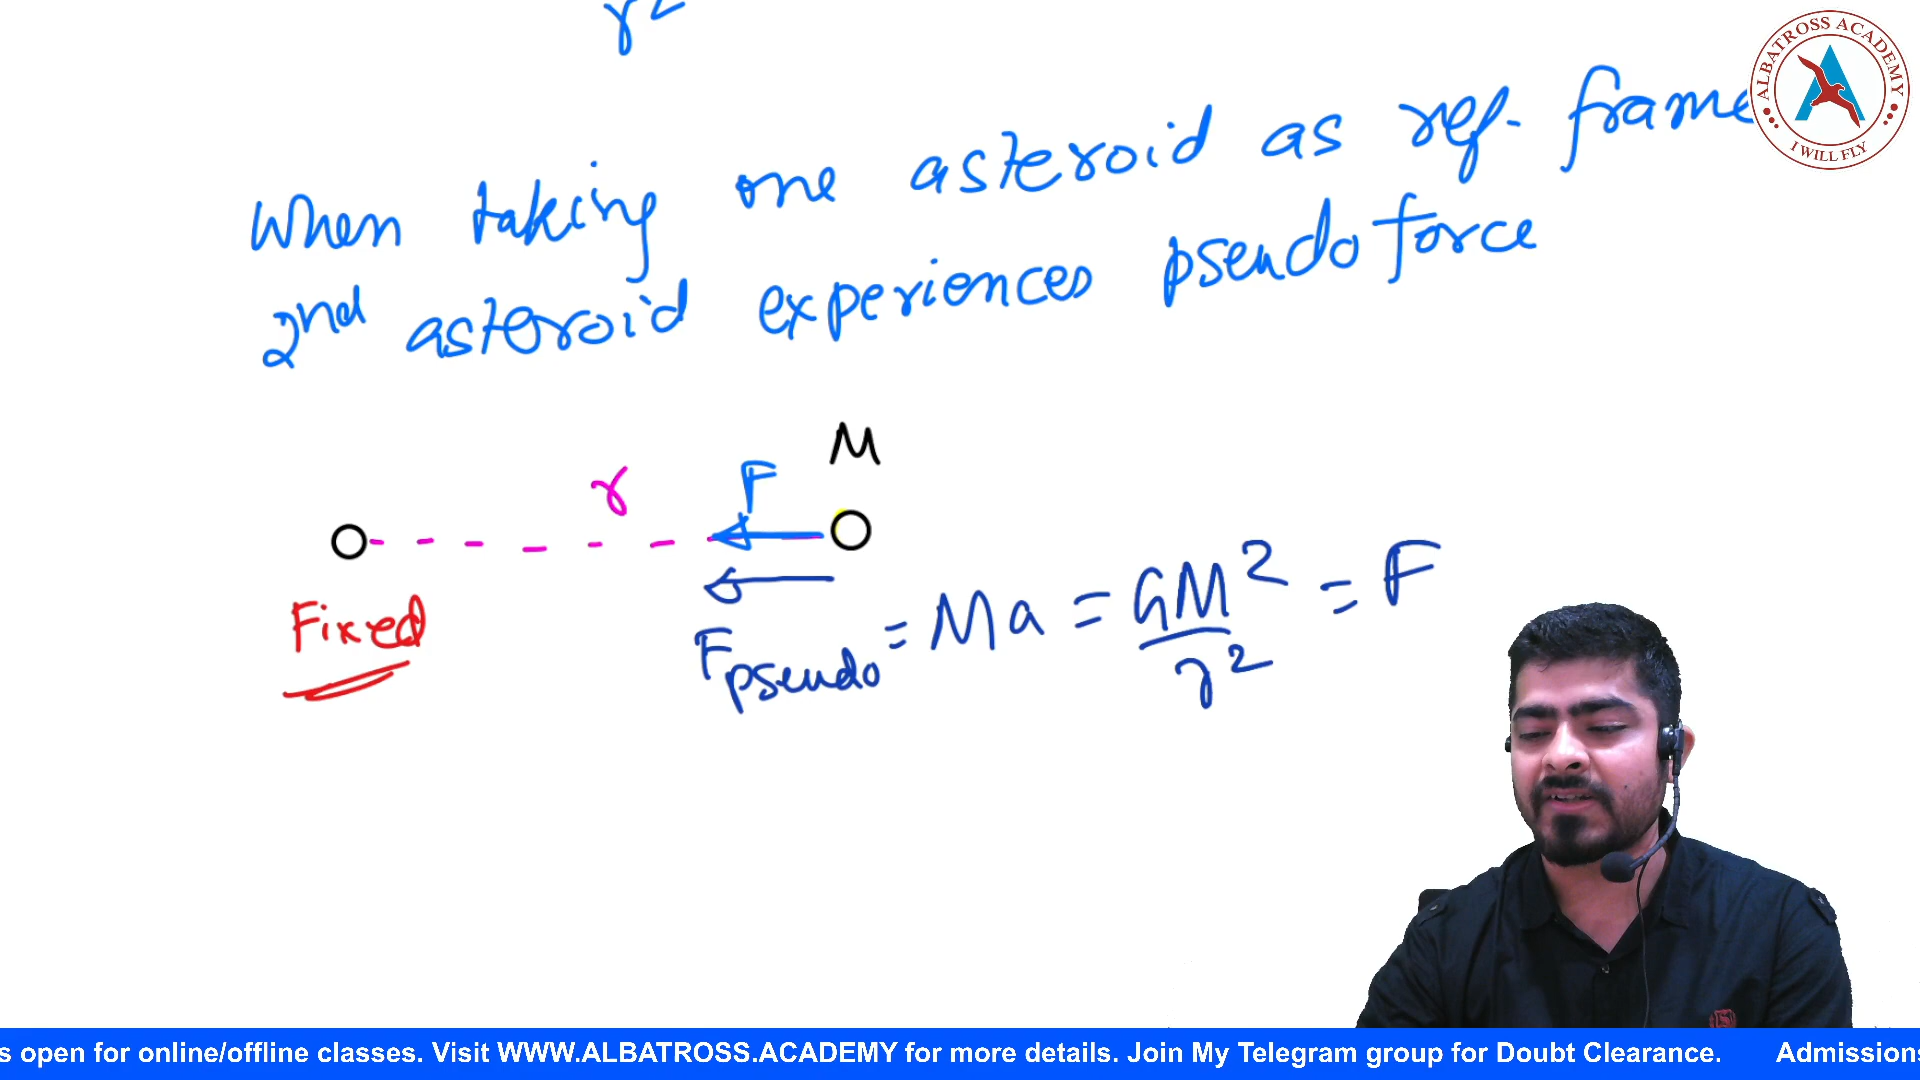 r²
ALBATROSS ACADEMY
I WILL FLY
When taking one asteroid as ref. frame
2nd asteroid experiences pseudo force
M
r
F
Fixed
F pseudo = Ma = GM²/r² = F
s open for online/offline classes. Visit WWW.ALBATROSS.ACADEMY for more details. Join My Telegram group for Doubt Clearance. Admissions